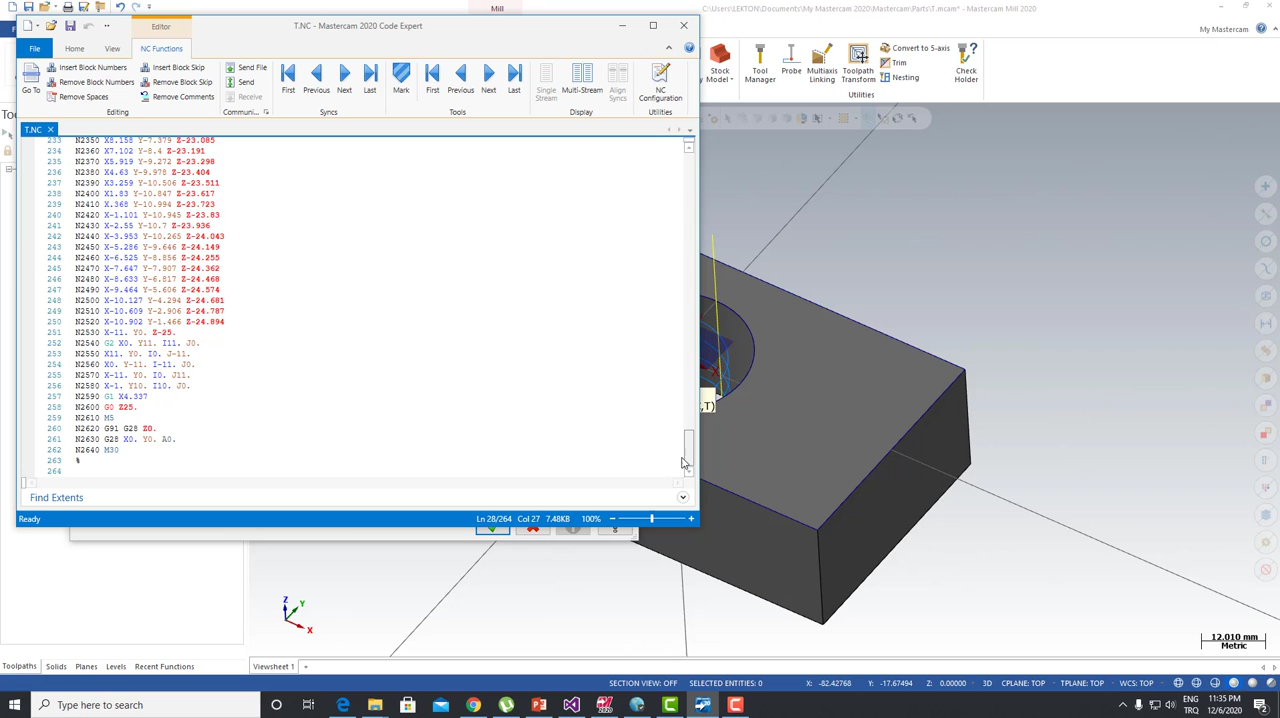 C:\Users\LEKTON\Documents\My Mastercam 2020\Mastercam\Parts\T.mcam* - Mastercam Mill 2020
Mill
Editor
T.NC - Mastercam 2020 Code Expert
My Mastercam
File
Home
View
NC Functions
Go To
Insert Block Numbers
Remove Block Numbers
Remove Spaces
Insert Block Skip
Remove Block Skip
Remove Comments
Editing
Send File
Send
Receive
Communi...
First
Previous
Next
Last
Syncs
Mark
First
Previous
Next
Last
Tools
Single Stream
Multi-Stream
Align Syncs
Display
NC Configuration
Utilities
Stock Model
Tool Manager
Probe
Multiaxis Linking
Toolpath Transform
Convert to 5-axis
Trim
Nesting
Check Holder
Utilities
T.NC
233 N2350 X8.158 Y-7.379 Z-23.085
234 N2360 X7.102 Y-8.4 Z-23.191
235 N2370 X5.919 Y-9.272 Z-23.298
236 N2380 X4.63 Y-9.978 Z-23.404
237 N2390 X3.259 Y-10.506 Z-23.511
238 N2400 X1.83 Y-10.847 Z-23.617
239 N2410 X.368 Y-10.994 Z-23.723
240 N2420 X-1.101 Y-10.945 Z-23.83
241 N2430 X-2.55 Y-10.7 Z-23.936
242 N2440 X-3.953 Y-10.265 Z-24.043
243 N2450 X-5.286 Y-9.646 Z-24.149
244 N2460 X-6.525 Y-8.856 Z-24.255
245 N2470 X-7.647 Y-7.907 Z-24.362
246 N2480 X-8.633 Y-6.817 Z-24.468
247 N2490 X-9.464 Y-5.606 Z-24.574
248 N2500 X-10.127 Y-4.294 Z-24.681
249 N2510 X-10.609 Y-2.906 Z-24.787
250 N2520 X-10.902 Y-1.466 Z-24.894
251 N2530 X-11. Y0. Z-25.
252 N2540 G2 X0. Y11. I11. J0.
253 N2550 X11. Y0. I0. J-11.
254 N2560 X0. Y-11. I-11. J0.
255 N2570 X-11. Y0. I0. J11.
256 N2580 X-1. Y10. I10. J0.
257 N2590 G1 X4.337
258 N2600 G0 Z25.
259 N2610 M5
260 N2620 G91 G28 Z0.
261 N2630 G28 X0. Y0. A0.
262 N2640 M30
263 %
264
Find Extents
Ready
Ln 28/264 Col 27 7.48KB 100%
,T)
Z
Y
X
12.010 mm
Metric
Toolpaths
Solids
Planes
Levels
Recent Functions
Viewsheet 1
SECTION VIEW: OFF
SELECTED ENTITIES: 0
X: -82.42768
Y: -17.67494
Z: 0.00000
3D
CPLANE: TOP
TPLANE: TOP
WCS: TOP
Type here to search
ENG
TRQ
11:35 PM
12/6/2020